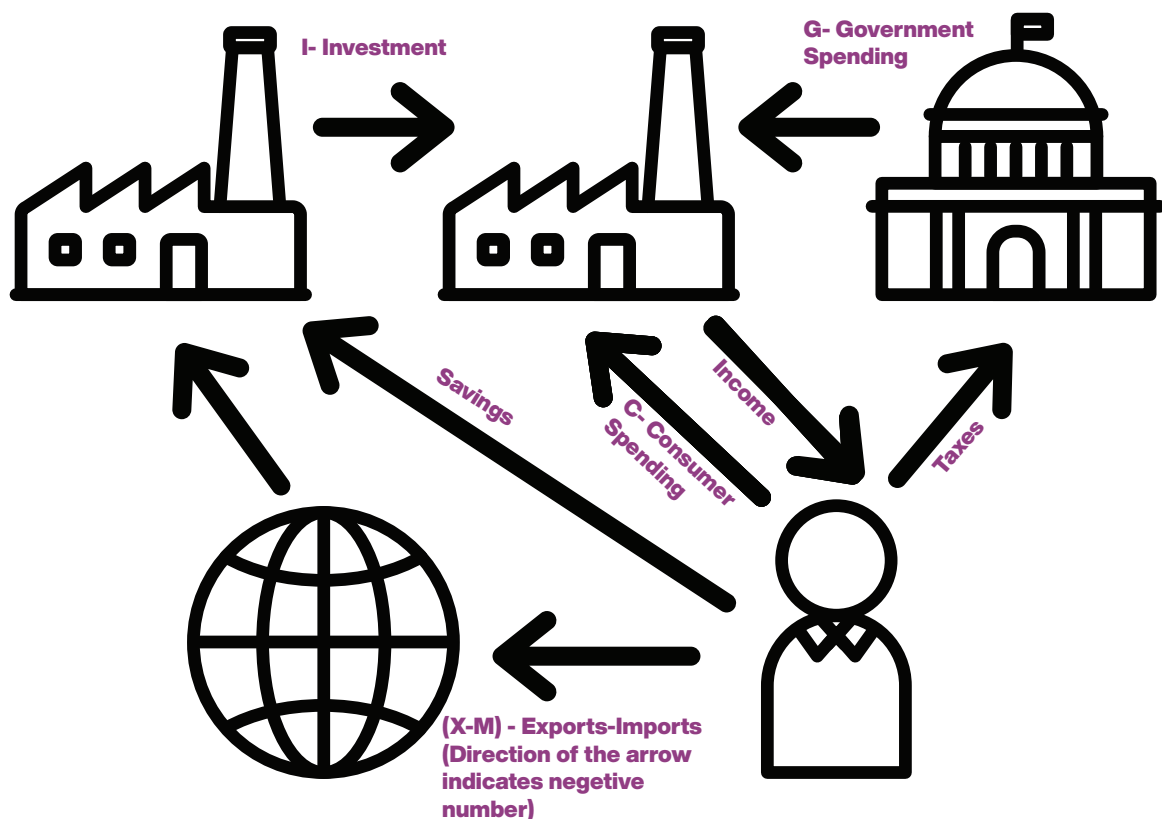 I- Investment
G- Government
Spending
Savings
Income
C- Consumer
Spending
Taxes
(X-M) - Exports-Imports
(Direction of the arrow
indicates negetive
number)